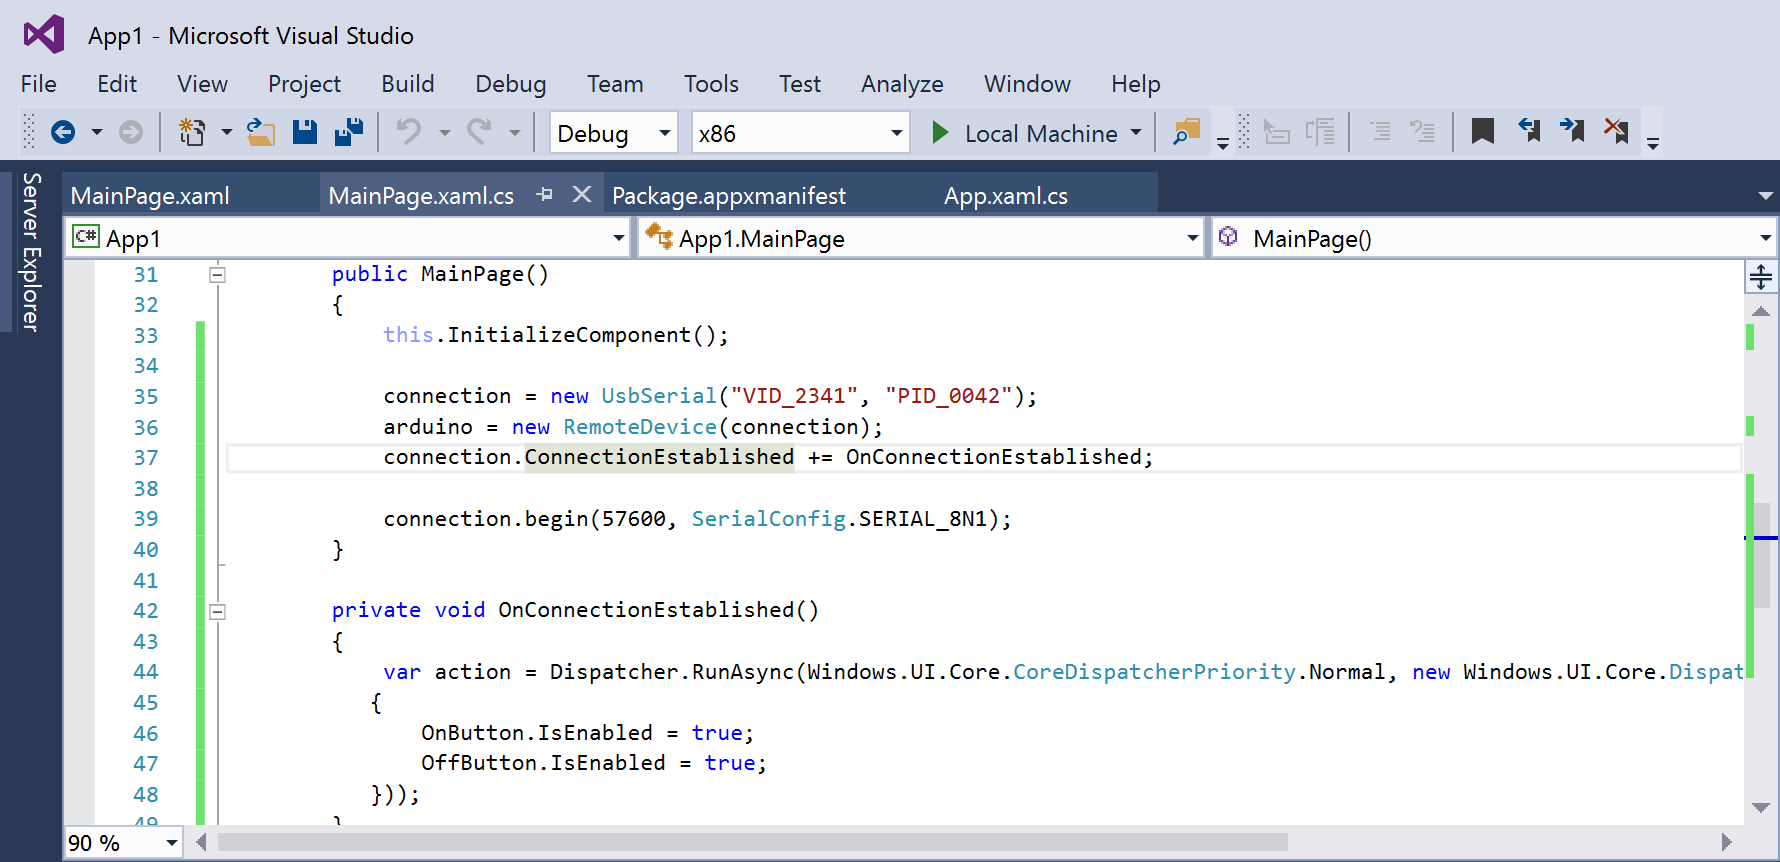 App1 - Microsoft Visual Studio
File Edit View Project Build Debug Team Tools Test Analyze Window Help
Debug x86 Local Machine
Server Explorer
MainPage.xaml MainPage.xaml.cs Package.appxmanifest App.xaml.cs
C# App1 App1.MainPage MainPage()
31 public MainPage()
32 {
33 this.InitializeComponent();
34
35 connection = new UsbSerial("VID_2341", "PID_0042");
36 arduino = new RemoteDevice(connection);
37 connection.ConnectionEstablished += OnConnectionEstablished;
38
39 connection.begin(57600, SerialConfig.SERIAL_8N1);
40 }
41
42 private void OnConnectionEstablished()
43 {
44 var action = Dispatcher.RunAsync(Windows.UI.Core.CoreDispatcherPriority.Normal, new Windows.UI.Core.Dispat
45 {
46 OnButton.IsEnabled = true;
47 OffButton.IsEnabled = true;
48 }));
49 }
90 %